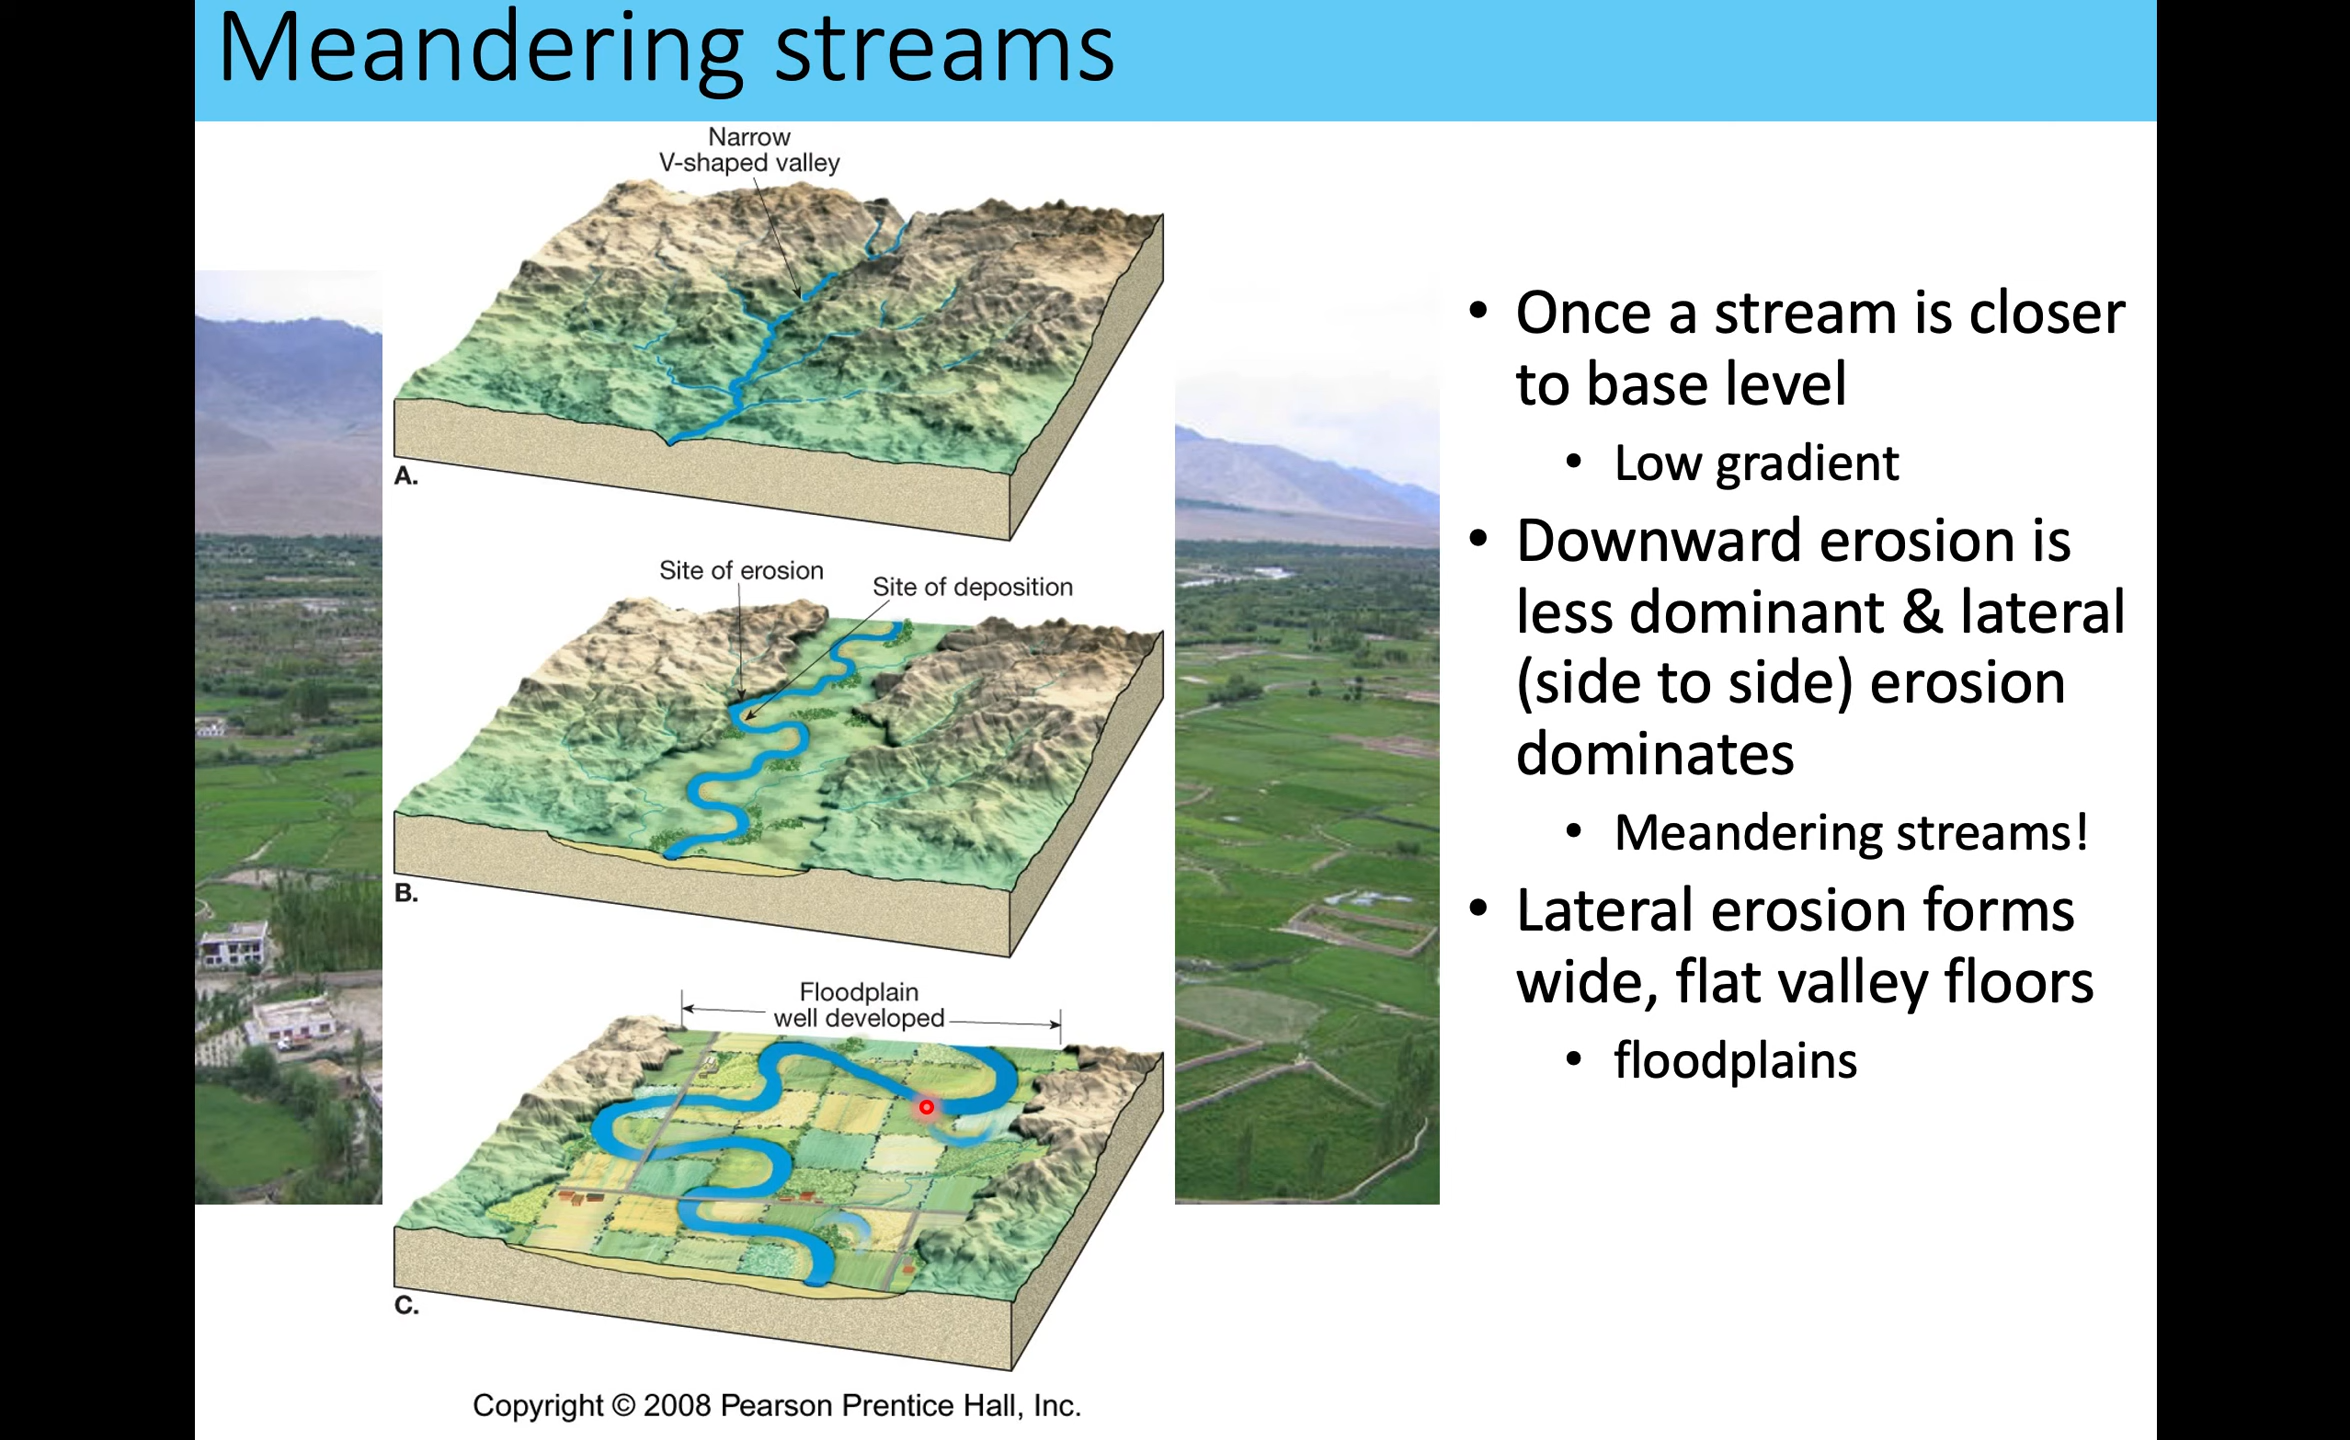 Meandering streams
Narrow
V-shaped valley
A.
Site of erosion
Site of deposition
B.
Floodplain
well developed
C.
Copyright © 2008 Pearson Prentice Hall, Inc.
• Once a stream is closer
to base level
• Low gradient
• Downward erosion is
less dominant & lateral
(side to side) erosion
dominates
• Meandering streams!
• Lateral erosion forms
wide, flat valley floors
• floodplains